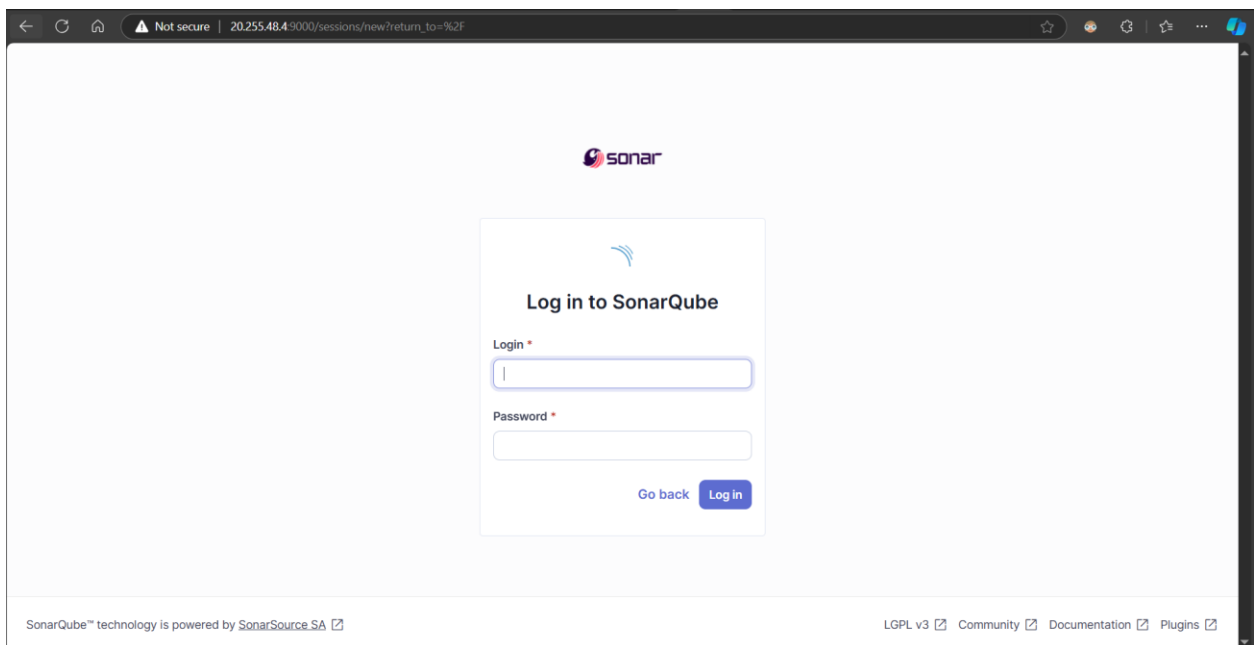 Not secure | 20.255.48.4:9000/sessions/new?return_to=%2F
sonar
Log in to SonarQube
Login *
Password *
Go back Log in
SonarQube™ technology is powered by SonarSource SA LGPL v3 Community Documentation Plugins